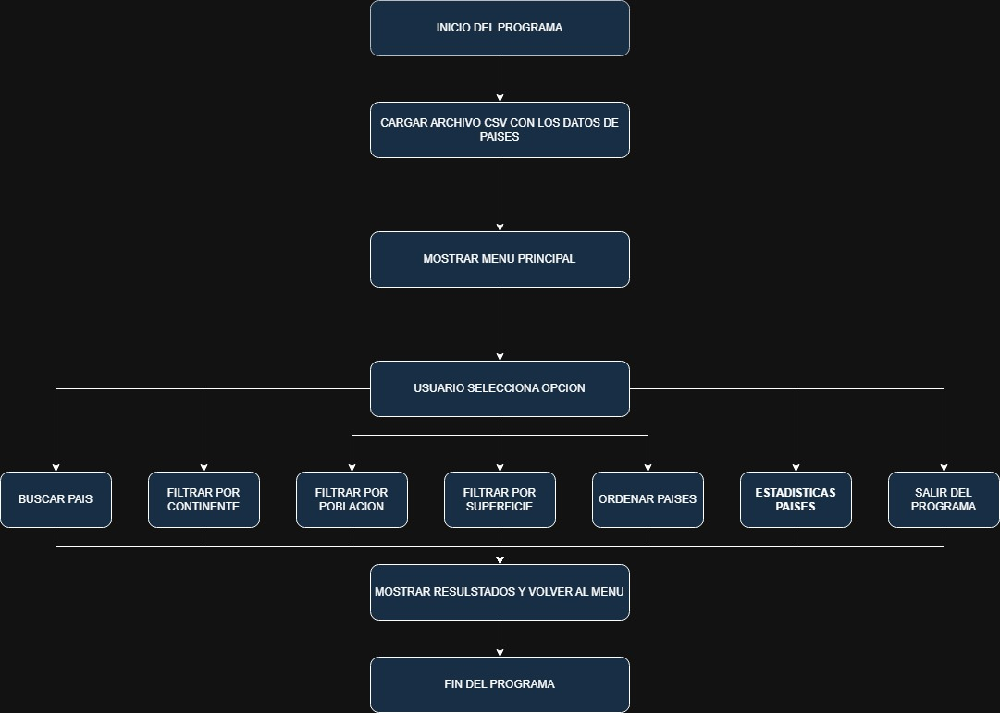 INICIO DEL PROGRAMA
CARGAR ARCHIVO CSV CON LOS DATOS DE
PAISES
MOSTRAR MENU PRINCIPAL
USUARIO SELECCIONA OPCION
BUSCAR PAIS
FILTRAR POR
CONTINENTE
FILTRAR POR
POBLACION
FILTRAR POR
SUPERFICIE
ORDENAR PAISES
ESTADISTICAS
PAISES
SALIR DEL
PROGRAMA
MOSTRAR RESULSTADOS Y VOLVER AL MENU
FIN DEL PROGRAMA